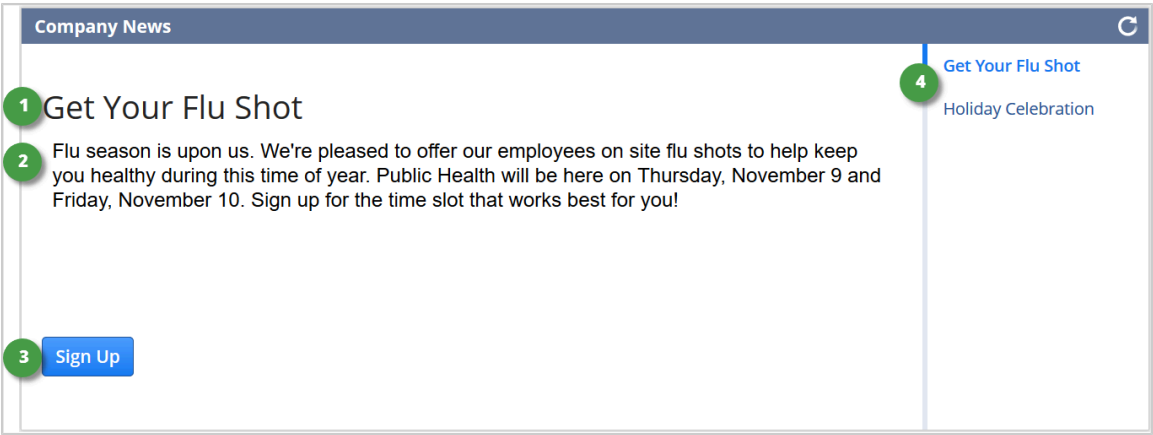 Company News
1 Get Your Flu Shot
2 Flu season is upon us. We're pleased to offer our employees on site flu shots to help keep
you healthy during this time of year. Public Health will be here on Thursday, November 9 and
Friday, November 10. Sign up for the time slot that works best for you!
3 Sign Up
4 Get Your Flu Shot
Holiday Celebration